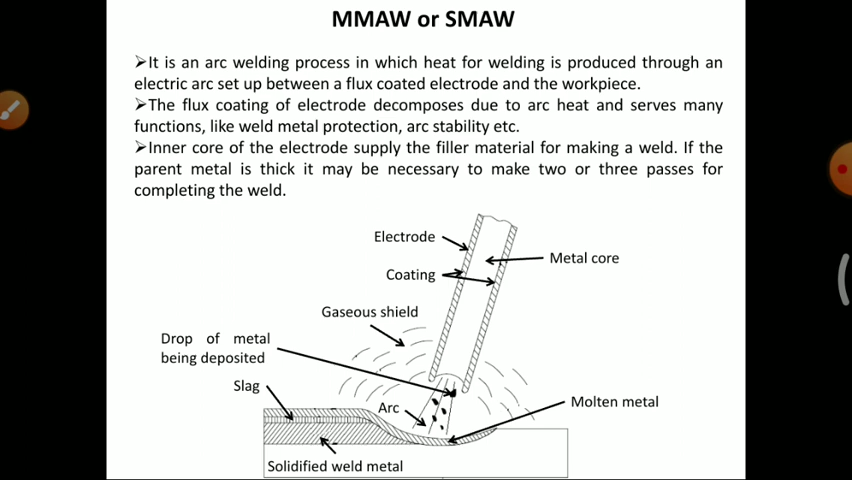 MMAW or SMAW
➢It is an arc welding process in which heat for welding is produced through an
electric arc set up between a flux coated electrode and the workpiece.
➢The flux coating of electrode decomposes due to arc heat and serves many
functions, like weld metal protection, arc stability etc.
➢Inner core of the electrode supply the filler material for making a weld. If the
parent metal is thick it may be necessary to make two or three passes for
completing the weld.
Electrode
Metal core
Coating
Gaseous shield
Drop of metal
being deposited
Slag
Arc
Molten metal
Solidified weld metal